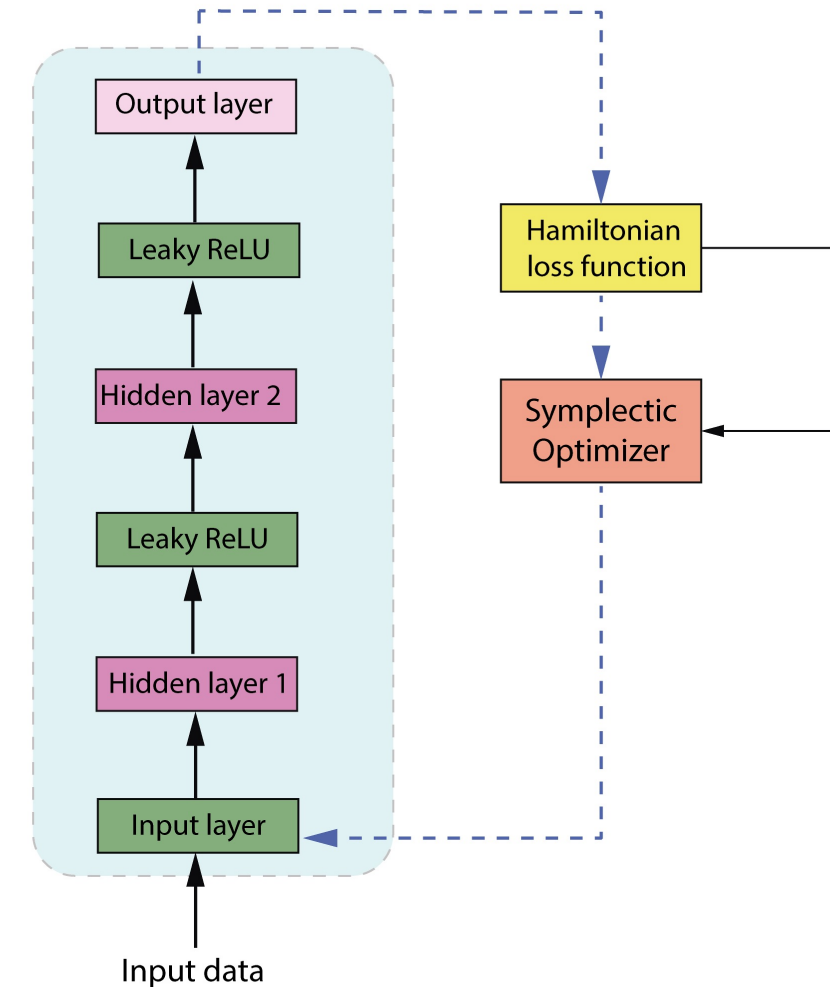 Output layer
Leaky ReLU
Hidden layer 2
Leaky ReLU
Hidden layer 1
Input layer
Input data
Hamiltonian
loss function
Symplectic
Optimizer